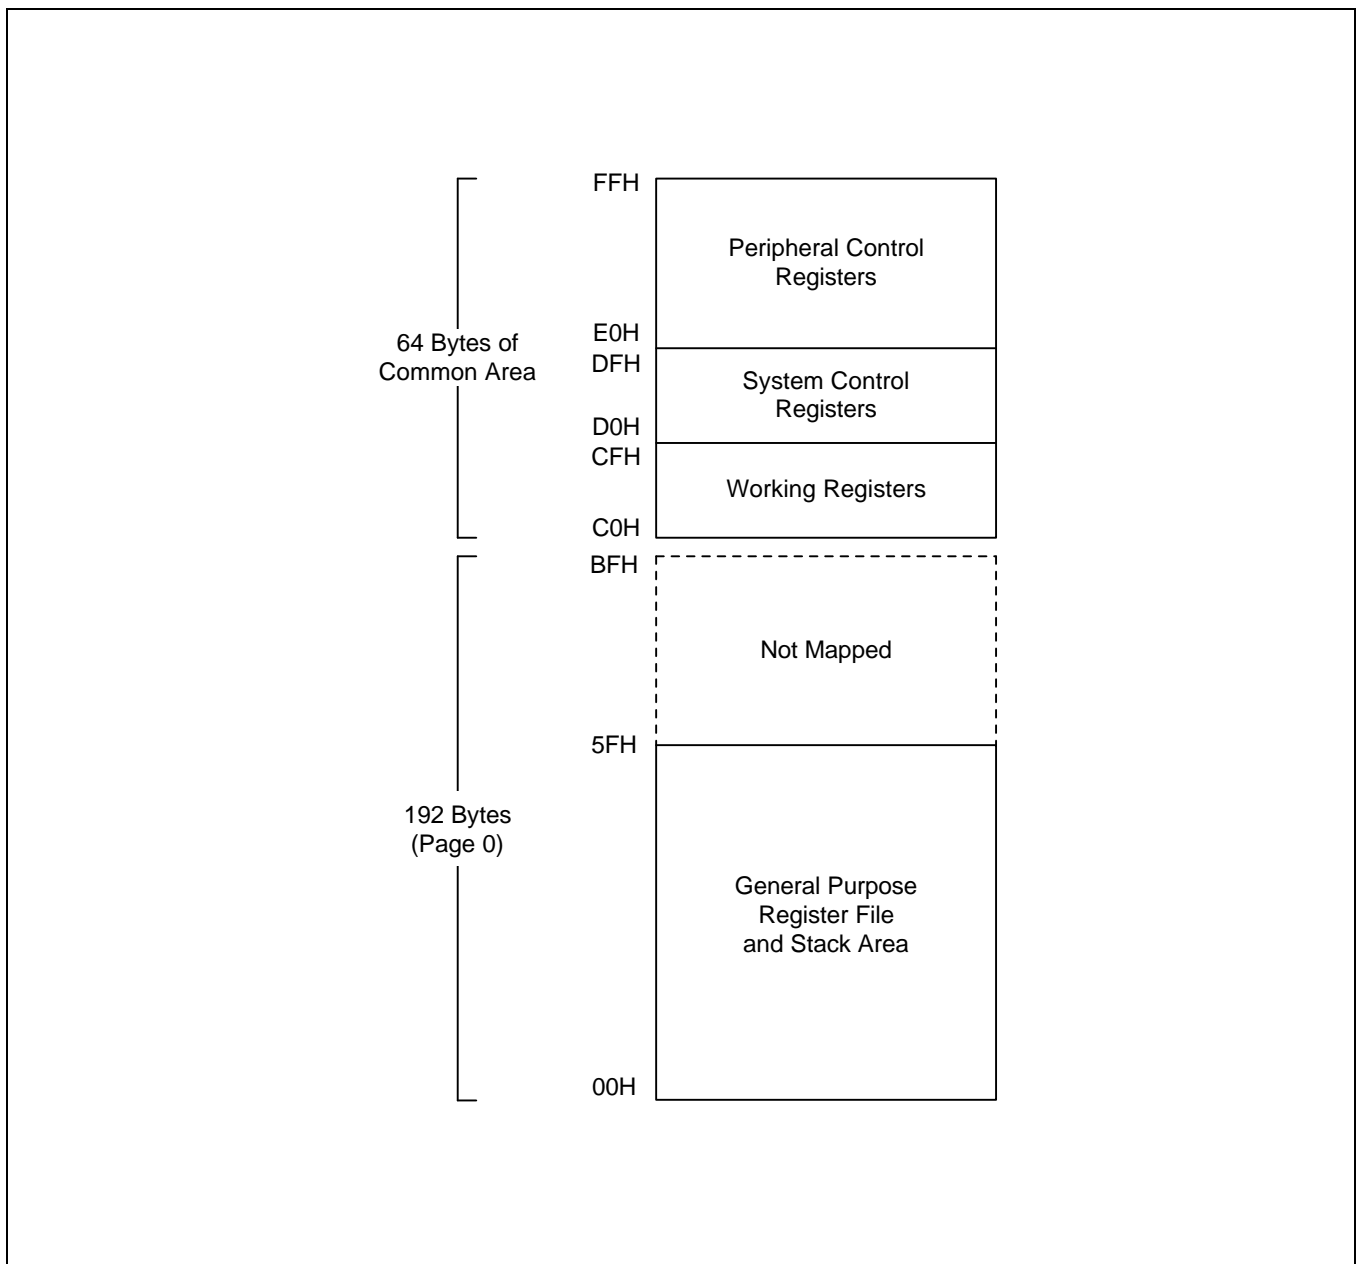 FFH
Peripheral Control
Registers
E0H
64 Bytes of
Common Area
DFH
System Control
Registers
D0H
CFH
Working Registers
C0H
BFH
Not Mapped
5FH
192 Bytes
(Page 0)
General Purpose
Register File
and Stack Area
00H